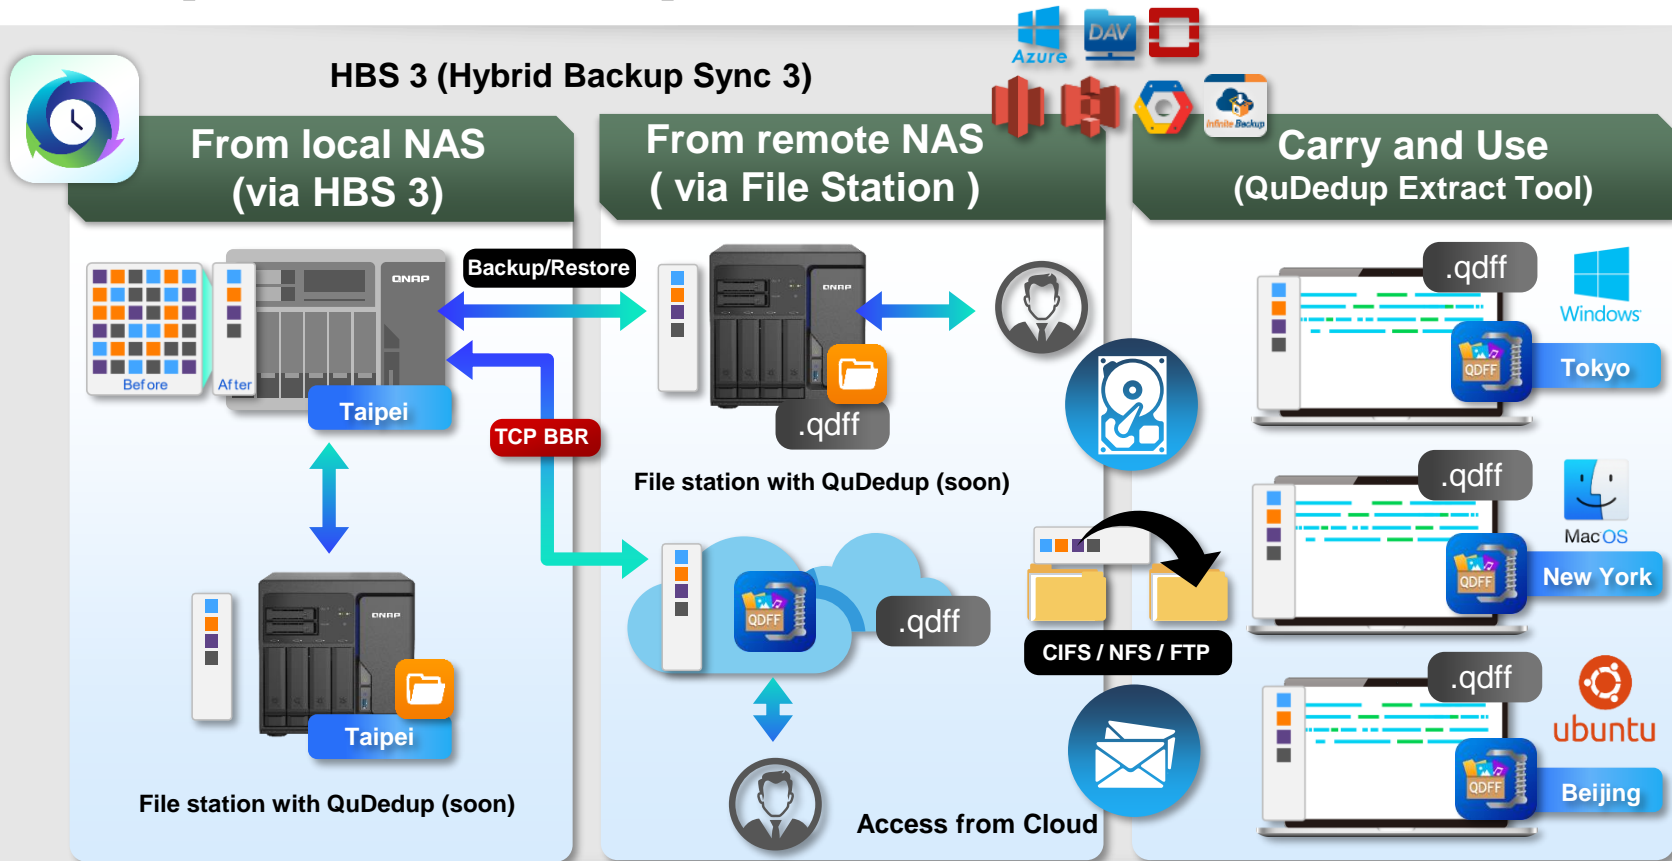 HBS 3 (Hybrid Backup Sync 3)
Azure
DAV
Infinite Backup
From local NAS
(via HBS 3)
From remote NAS
( via File Station )
Carry and Use
(QuDedup Extract Tool)
Before
After
QNAP
Taipei
Backup/Restore
TCP BBR
QNAP
.qdff
File station with QuDedup (soon)
QNAP
Taipei
File station with QuDedup (soon)
QDFF
.qdff
Access from Cloud
CIFS / NFS / FTP
.qdff
Windows
QDFF
Tokyo
.qdff
MacOS
QDFF
New York
.qdff
ubuntu
QDFF
Beijing